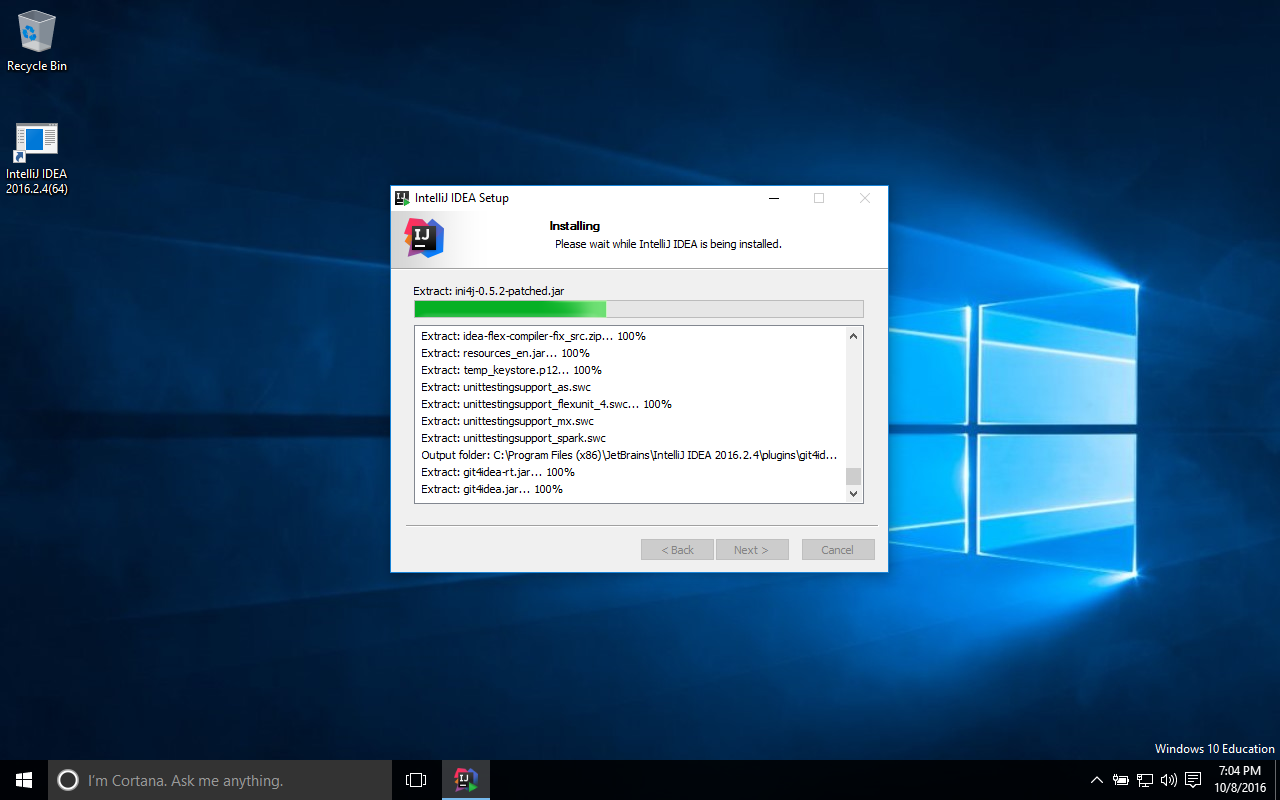 Recycle Bin
IntelliJ IDEA
2016.2.4(64)
IntelliJ IDEA Setup
IJ
Installing
Please wait while IntelliJ IDEA is being installed.
Extract: ini4j-0.5.2-patched.jar
Extract: idea-flex-compiler-fix_src.zip... 100%
Extract: resources_en.jar... 100%
Extract: temp_keystore.p12... 100%
Extract: unittestingsupport_as.swc
Extract: unittestingsupport_flexunit_4.swc... 100%
Extract: unittestingsupport_mx.swc
Extract: unittestingsupport_spark.swc
Output folder: C:\Program Files (x86)\JetBrains\IntelliJ IDEA 2016.2.4\plugins\git4id...
Extract: git4idea-rt.jar... 100%
Extract: git4idea.jar... 100%
< Back
Next >
Cancel
Windows 10 Education
I'm Cortana. Ask me anything.
IJ
7:04 PM
10/8/2016